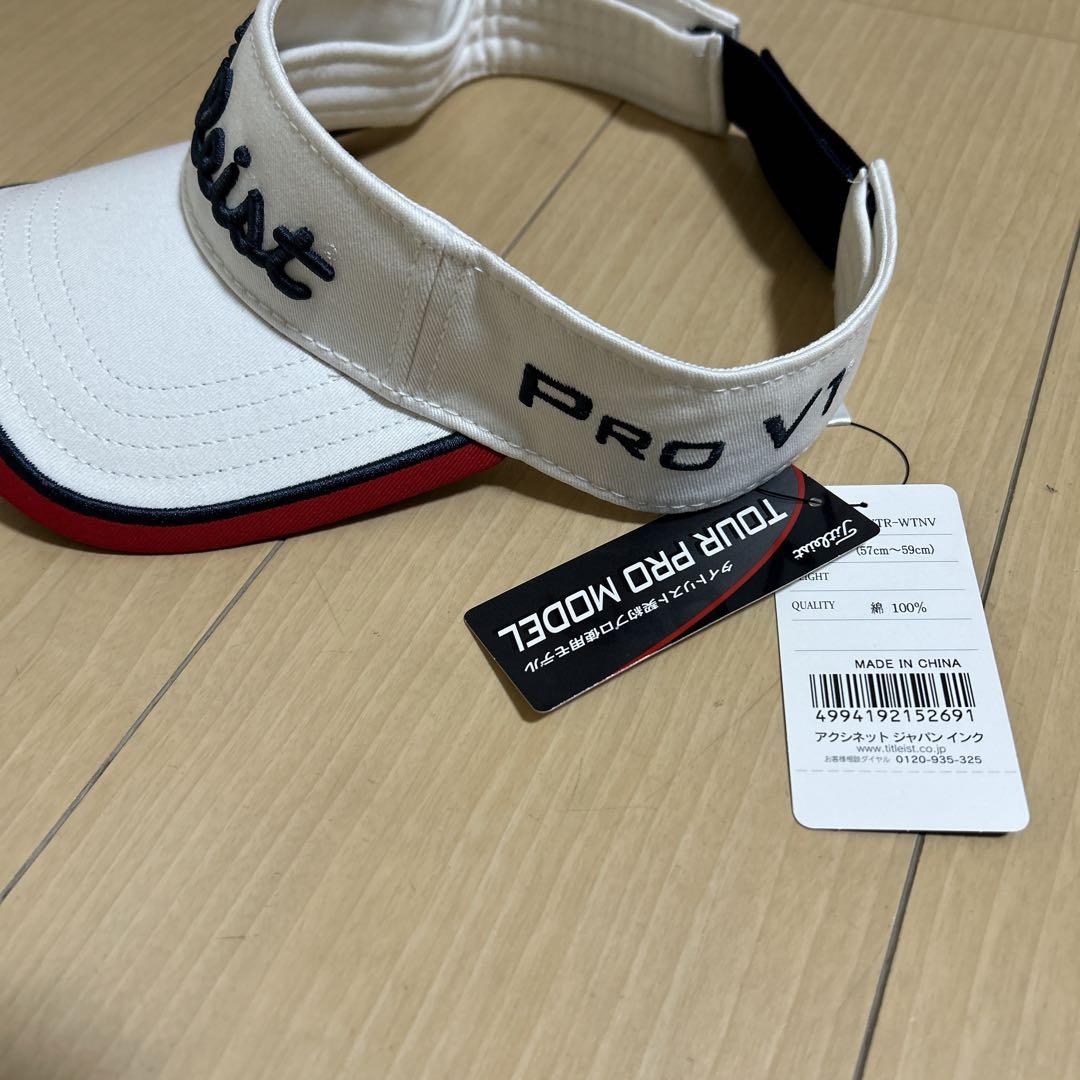 PRO V1
Titleist
TOUR PRO MODEL
タイトリスト契約プロ使用モデル
TR-WTNV
(57cm～59cm)
QUALITY 綿 100%
MADE IN CHINA
4994192152691
アクシネット ジャパン インク
www.titleist.co.jp
お客様相談ダイヤル 0120-935-325